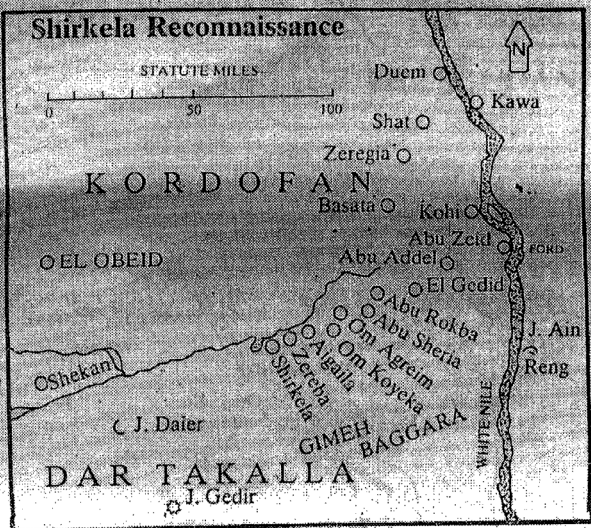 Shirkela Reconnaissance
N
STATUTE MILES
0 50 100
Duem
Kawa
Shat
Zeregia
KORDOFAN
Basata
Kohi
Abu Zeid
FORD
Abu Addel
EL OBEID
El Gedid
Abu Rokba
Abu Sheria
Om Agreim
Om Koyeka
Aigaila
Zereba
Shirkela
J. Ain
Reng
Shekan
J. Daier
GIMEH
BAGGARA
WHITE NILE
DAR TAKALLA
J. Gedir